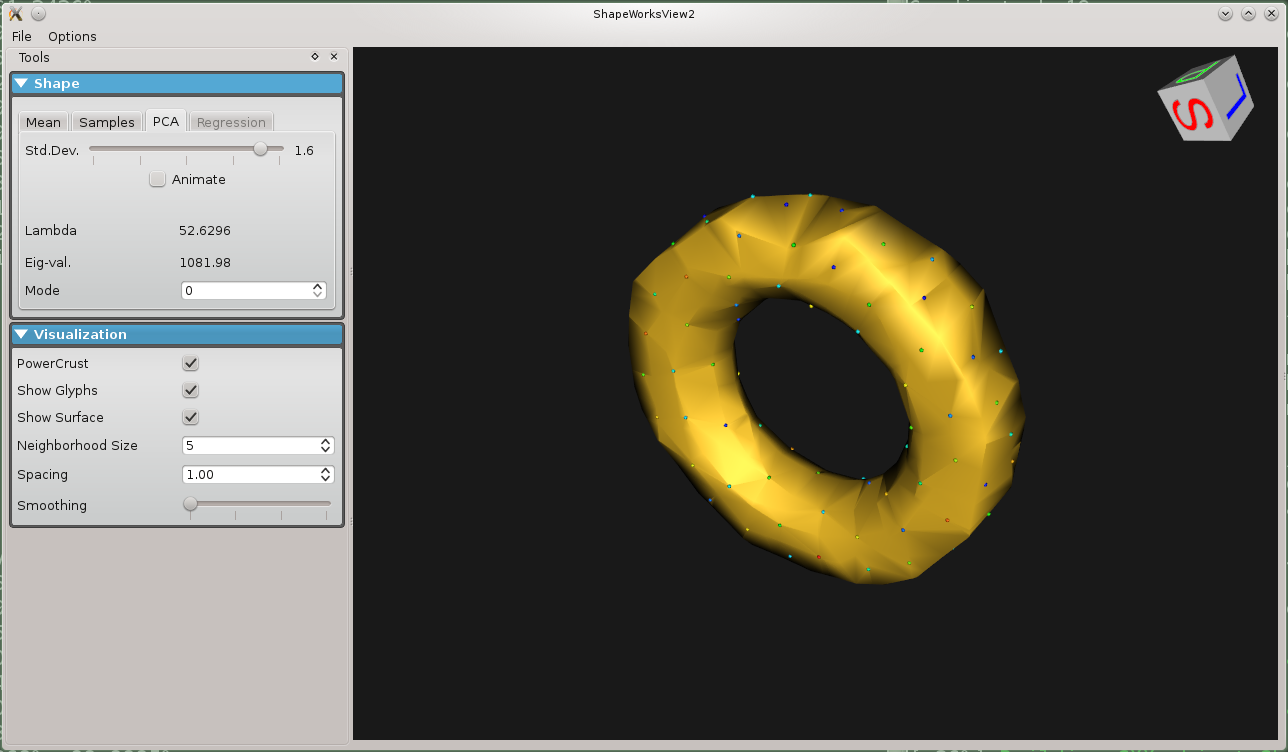 ShapeWorksView2
File Options
Tools
Shape
Mean Samples PCA Regression
Std.Dev. 1.6
Animate
Lambda 52.6296
Eig-val. 1081.98
Mode 0
Visualization
PowerCrust
Show Glyphs
Show Surface
Neighborhood Size 5
Spacing 1.00
Smoothing
S L